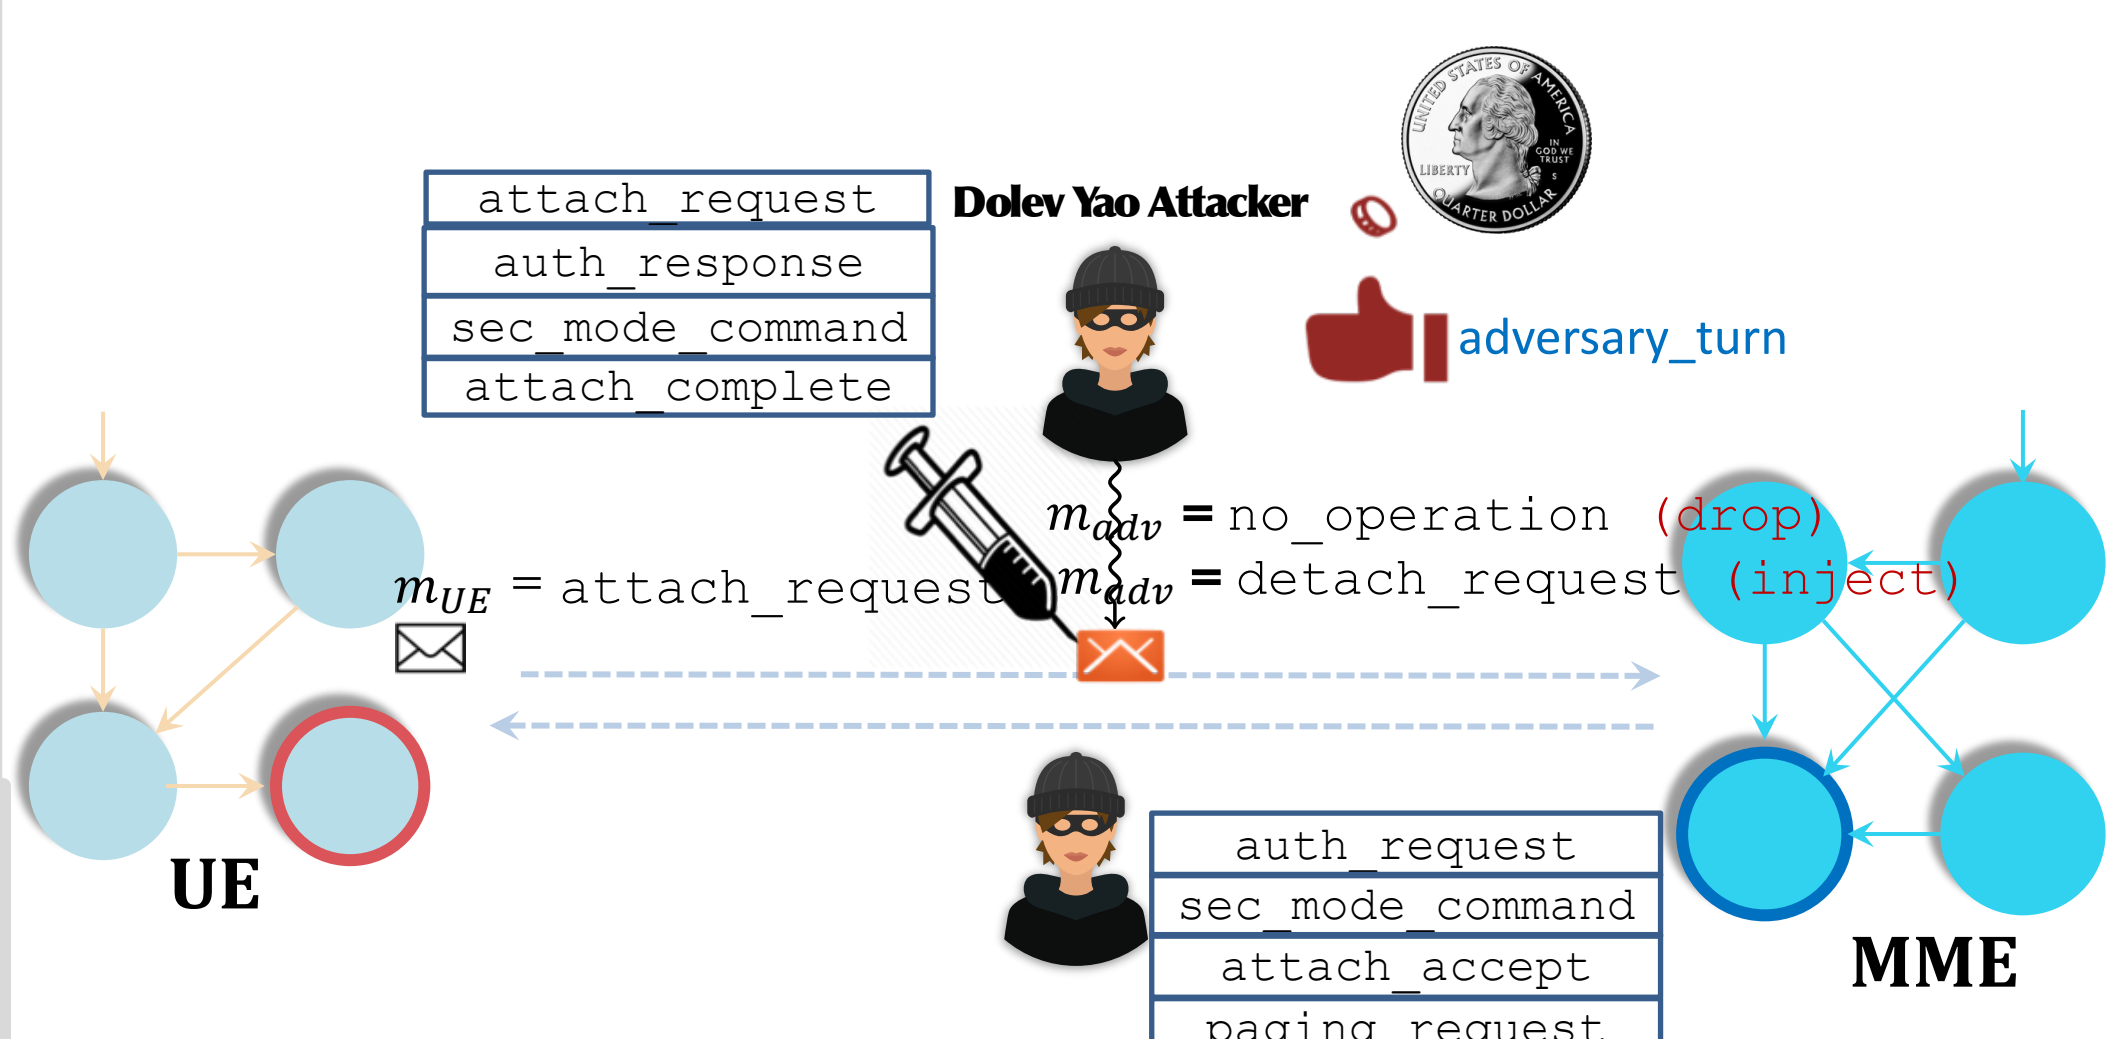 UNITED STATES OF AMERICA
LIBERTY
IN
GOD WE
TRUST
S
QUARTER DOLLAR
attach_request
auth_response
sec_mode_command
attach_complete
Dolev Yao Attacker
adversary_turn
m_adv = no_operation (drop)
m_UE = attach_request
m_adv = detach_request (inject)
UE
auth_request
sec_mode_command
attach_accept
paging_request
MME